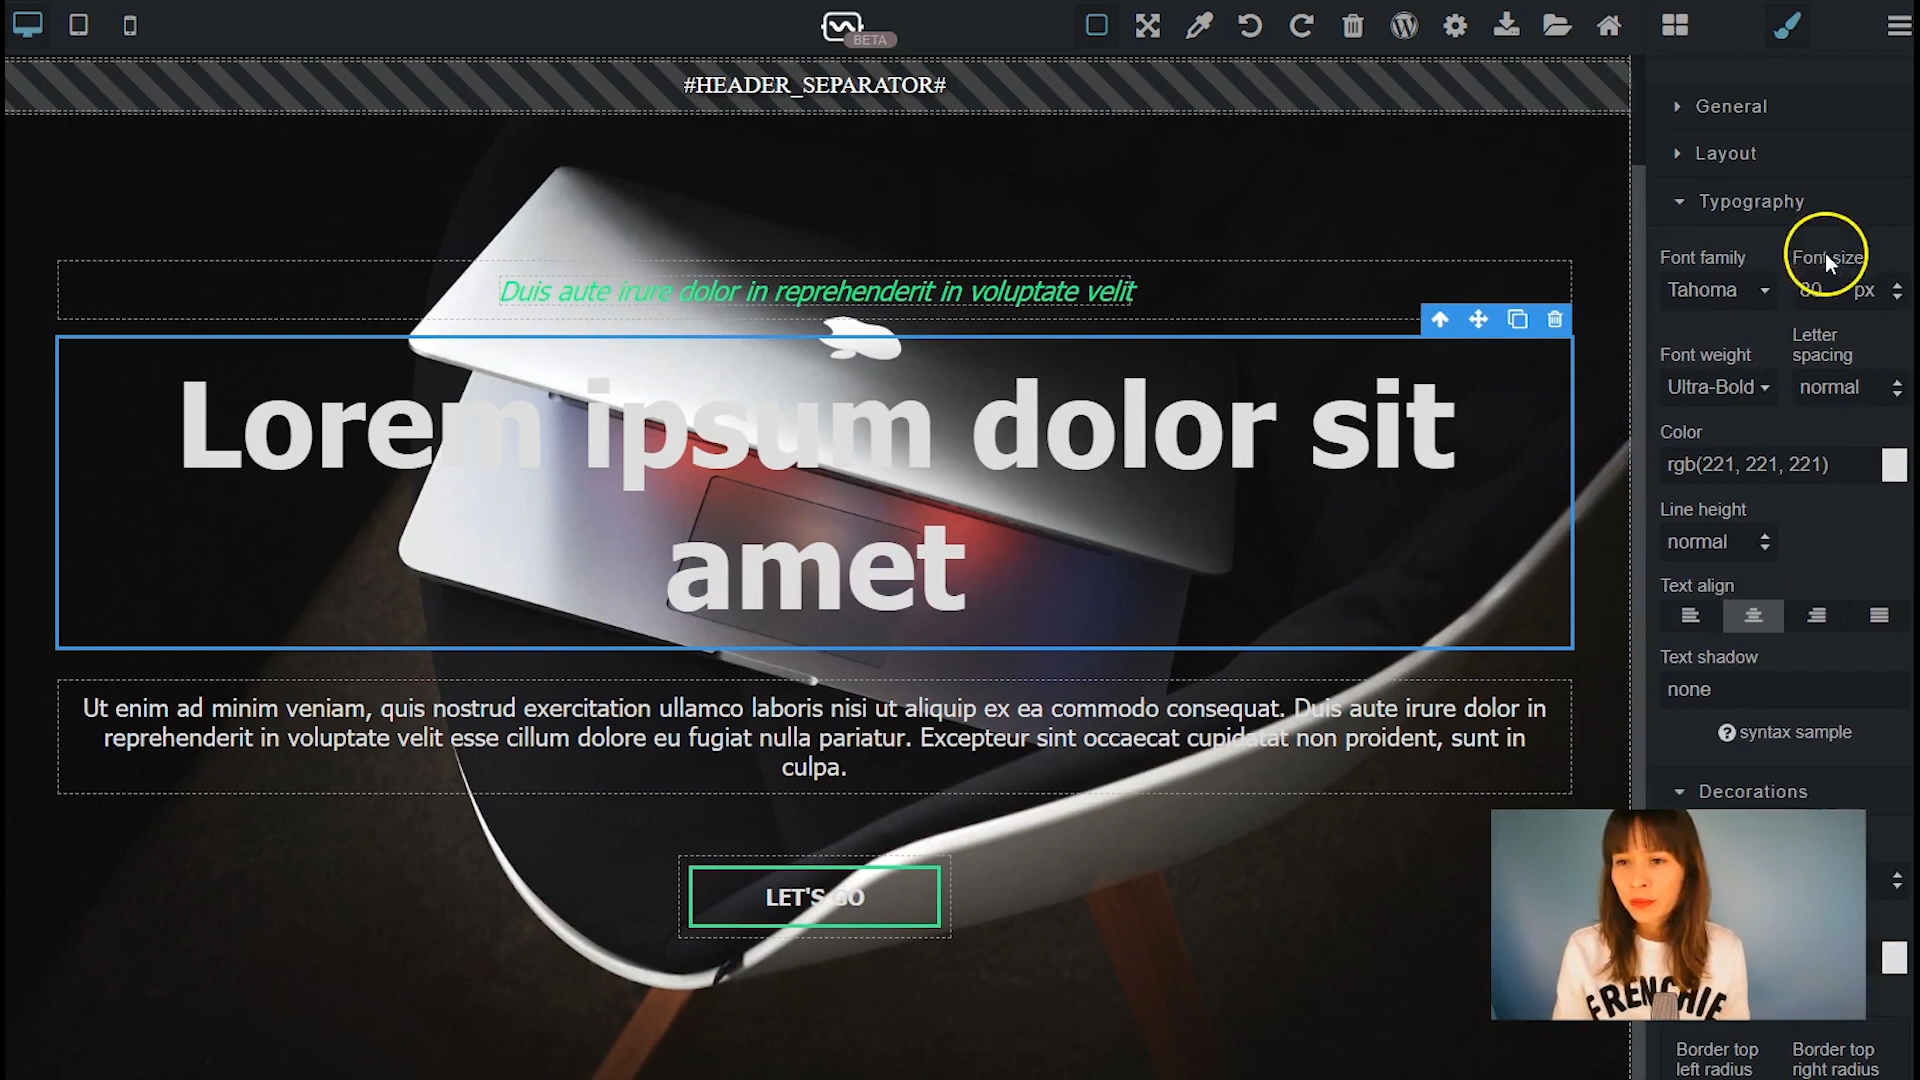 BETA
#HEADER_SEPARATOR#
Duis aute irure dolor in reprehenderit in voluptate velit
Lorem ipsum dolor sit
amet
Ut enim ad minim veniam, quis nostrud exercitation ullamco laboris nisi ut aliquip ex ea commodo consequat. Duis aute irure dolor in
reprehenderit in voluptate velit esse cillum dolore eu fugiat nulla pariatur. Excepteur sint occaecat cupidatat non proident, sunt in
culpa.
LET'S GO
General
Layout
Typography
Font family
Font size
Tahoma
80 px
Font weight
Letter
spacing
Ultra-Bold
normal
Color
rgb(221, 221, 221)
Line height
normal
Text align
Text shadow
none
syntax sample
Decorations
FRENCHIE
Border top
left radius
Border top
right radius